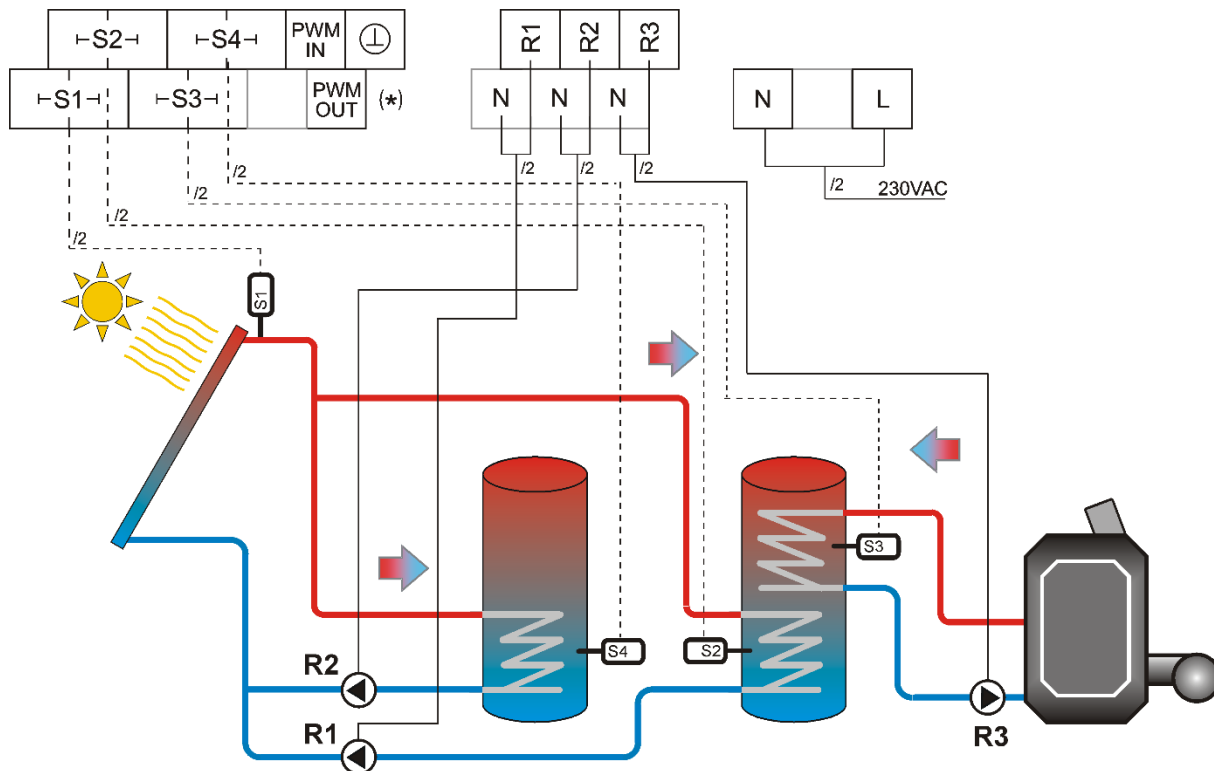 S2 S4 PWM IN
S1 S3 PWM OUT (*)
R1 R2 R3
N N N
N L
/2 /2 /2
/2 230VAC
/2 /2
/2 /2
S1
S3
S4
S2
R2
R1
R3